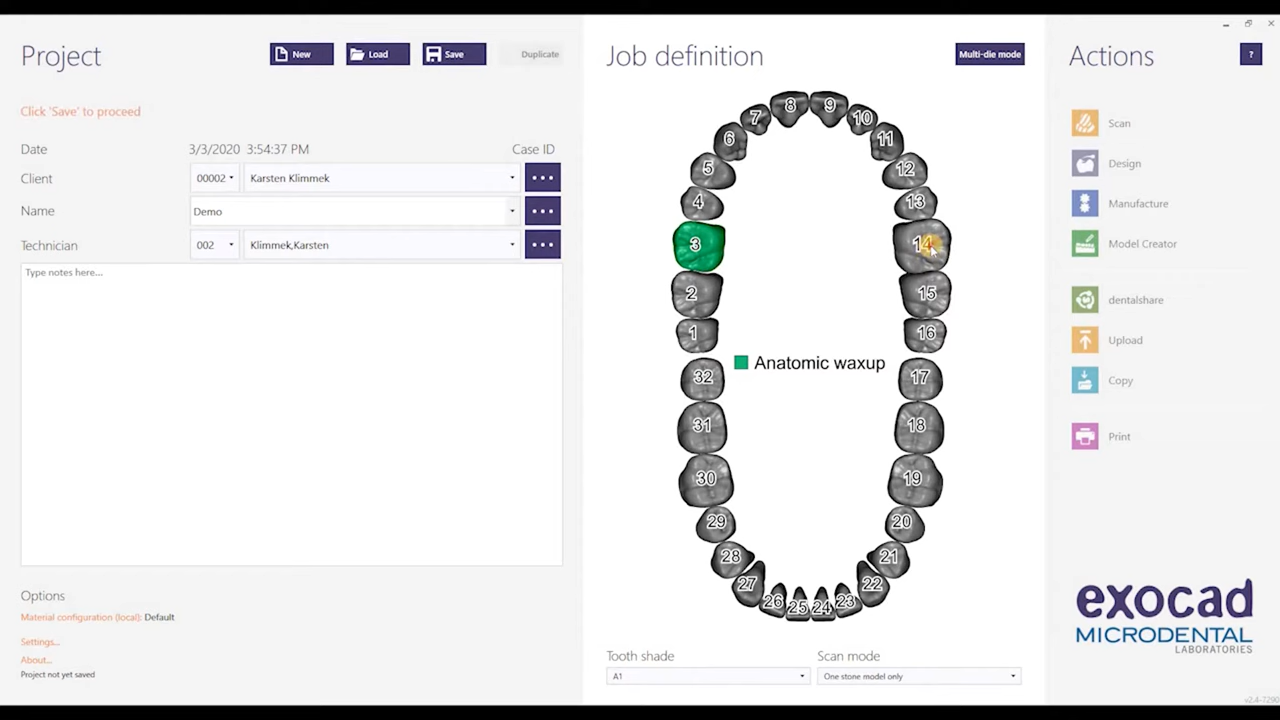 Project
New
Load
Save
Duplicate
Click 'Save' to proceed
Date 3/3/2020 3:54:37 PM Case ID
Client 00002 Karsten Klimmek
Name Demo
Technician 002 Klimmek,Karsten
Type notes here...
Options
Material configuration (local): Default
Settings...
About...
Project not yet saved
Job definition
Multi-die mode
8 9
7 10
6 11
5 12
4 13
3 14
2 15
1 16
Anatomic waxup
32 17
31 18
30 19
29 20
28 21
27 22
26 25 24 23
Tooth shade
A1
Scan mode
One stone model only
Actions
?
Scan
Design
Manufacture
Model Creator
dentalshare
Upload
Copy
Print
exocad
MICRODENTAL
LABORATORIES
v2.4-7290